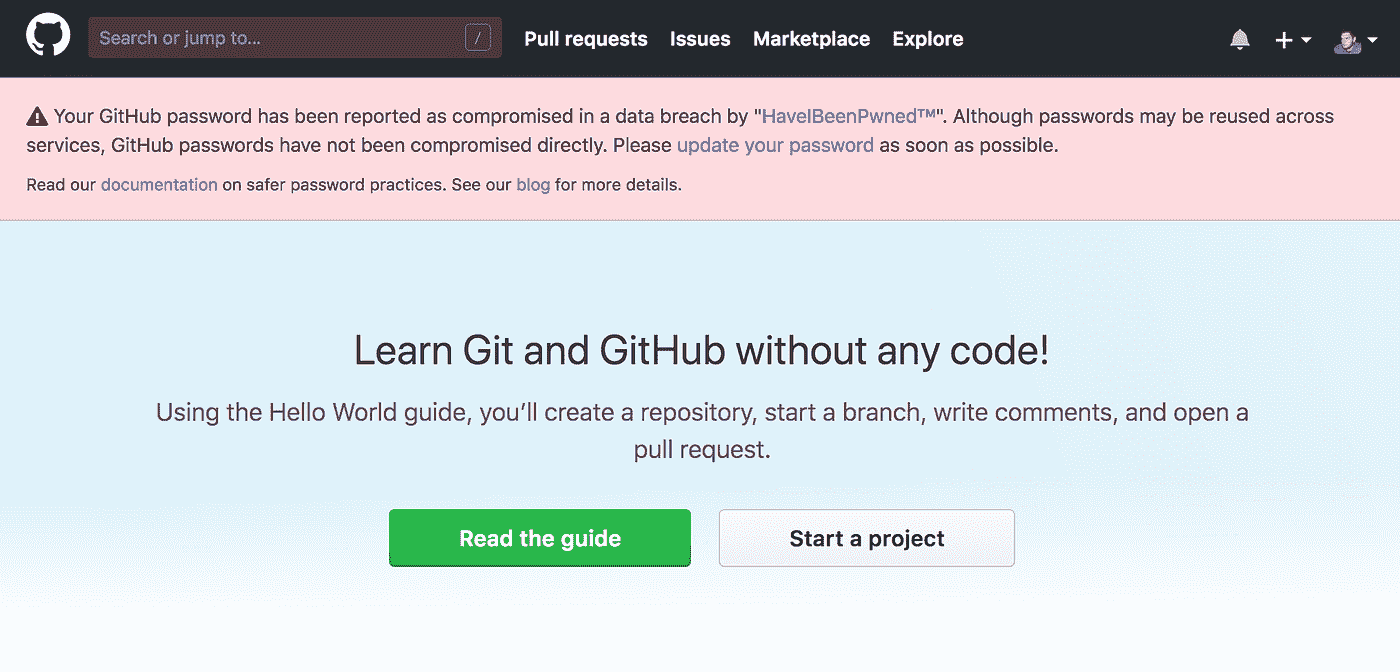 Search or jump to... / Pull requests Issues Marketplace Explore
Your GitHub password has been reported as compromised in a data breach by "HaveIBeenPwned™". Although passwords may be reused across
services, GitHub passwords have not been compromised directly. Please update your password as soon as possible.
Read our documentation on safer password practices. See our blog for more details.
Learn Git and GitHub without any code!
Using the Hello World guide, you’ll create a repository, start a branch, write comments, and open a
pull request.
Read the guide Start a project